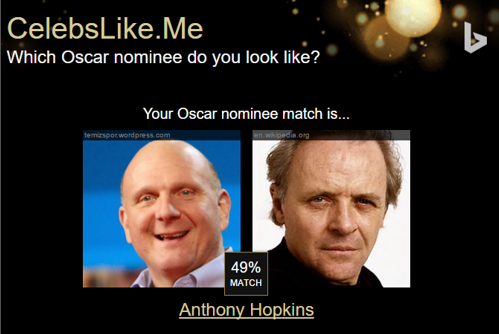 CelebsLike.Me
Which Oscar nominee do you look like?
Your Oscar nominee match is...
temizspor.wordpress.com
en.wikipedia.org
49%
MATCH
Anthony Hopkins